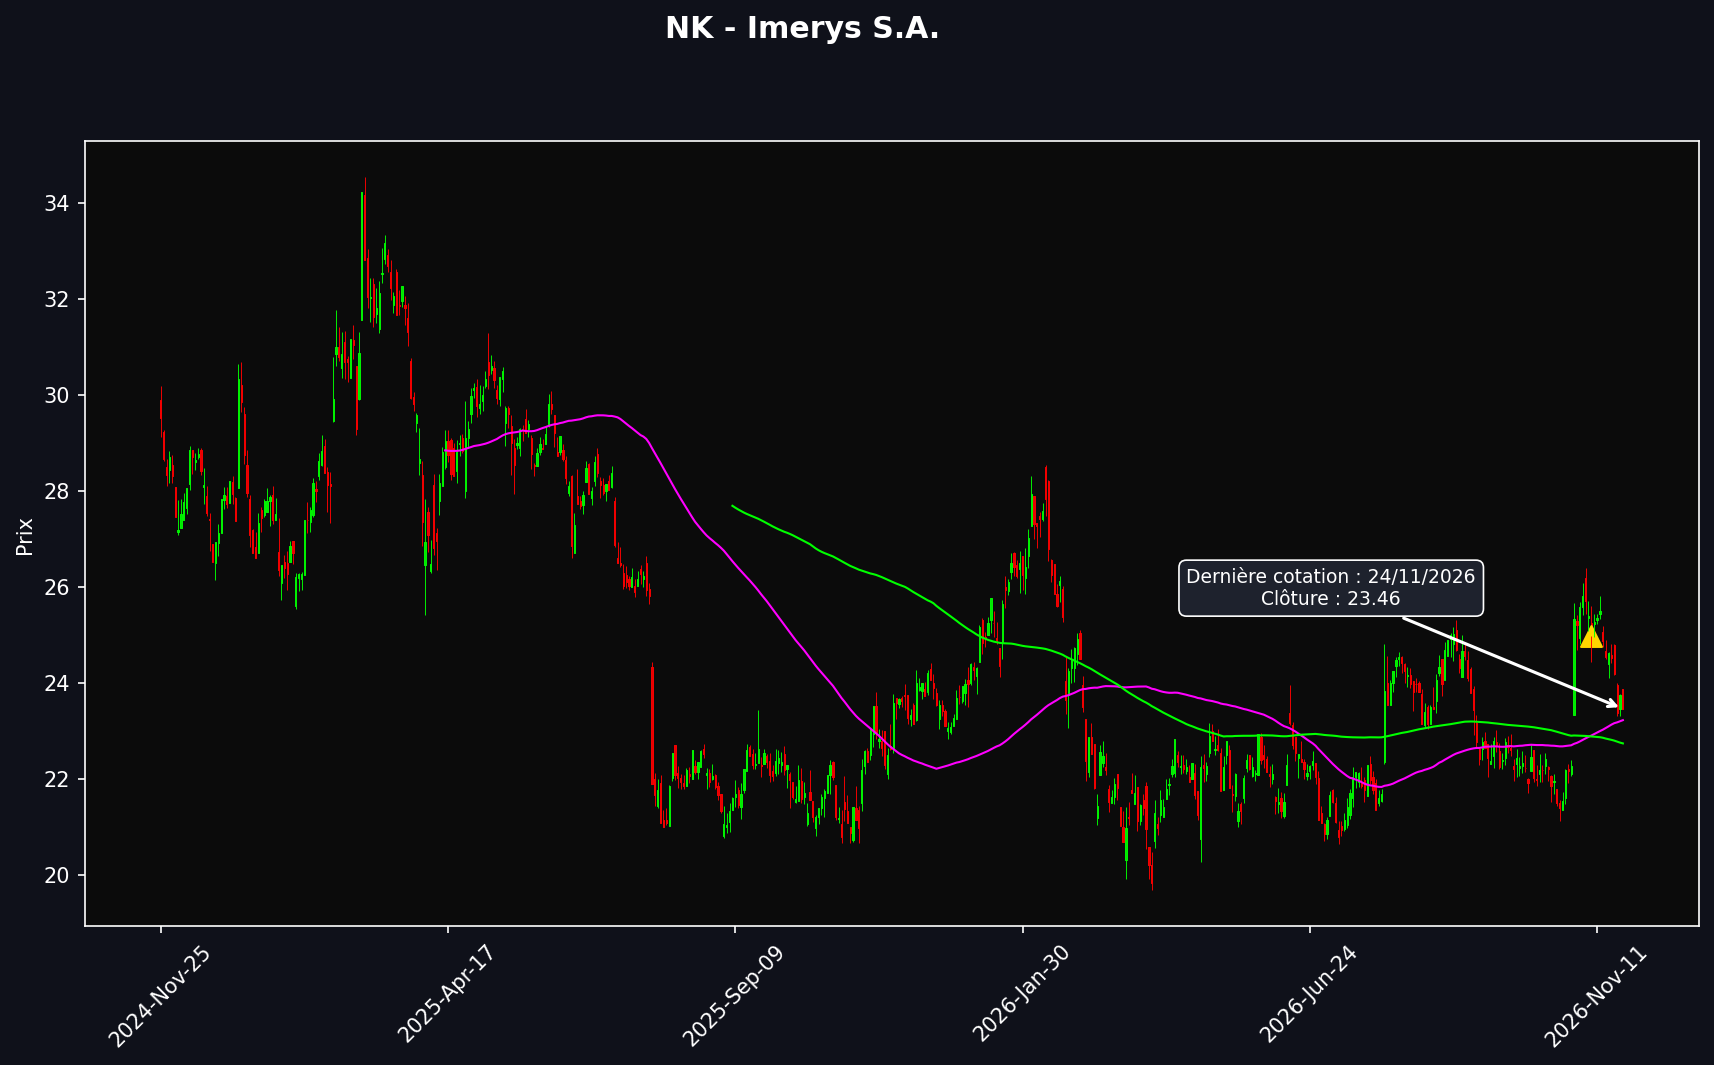 NK - Imerys S.A.
Prix
34
32
30
28
26
24
22
20
Dernière cotation : 24/11/2026
Clôture : 23.46
2024-Nov-25
2025-Apr-17
2025-Sep-09
2026-Jan-30
2026-Jun-24
2026-Nov-11